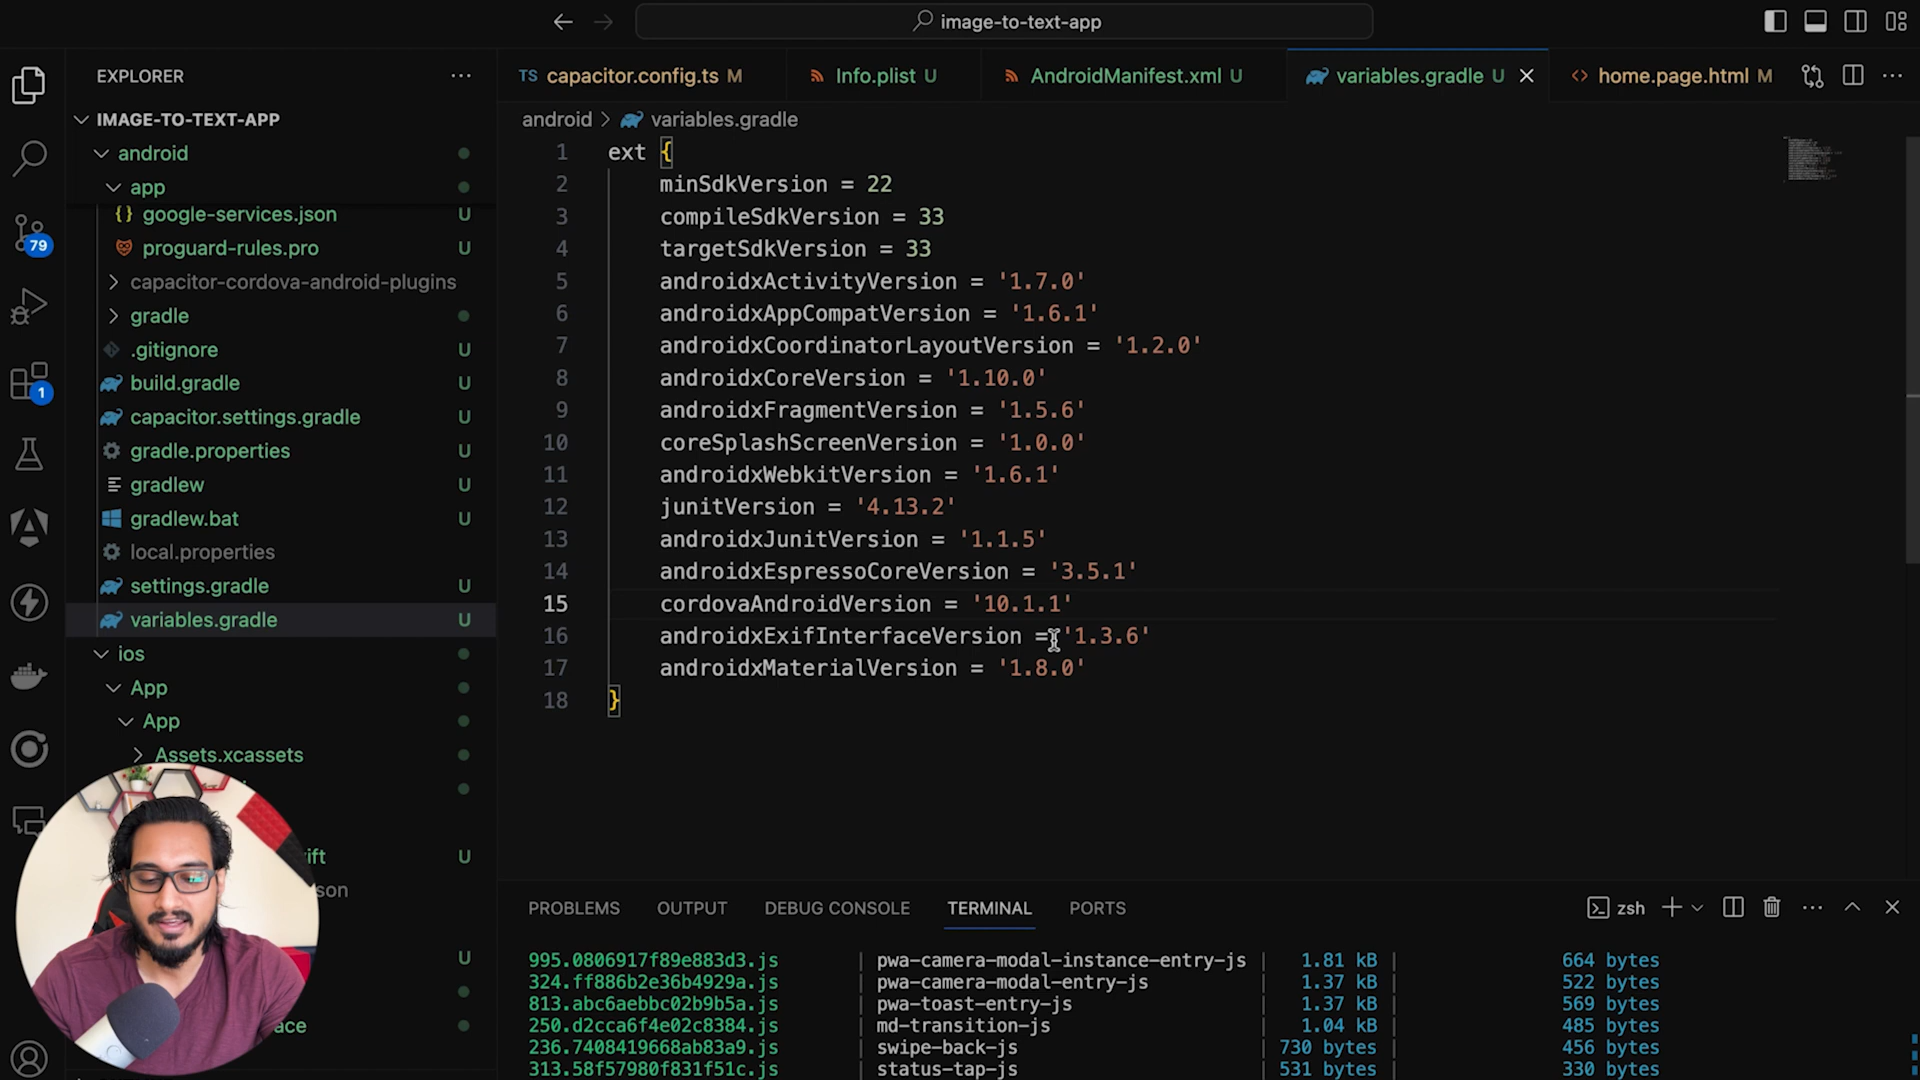 image-to-text-app
EXPLORER
IMAGE-TO-TEXT-APP
android
app
google-services.json U
proguard-rules.pro U
capacitor-cordova-android-plugins
gradle
.gitignore U
build.gradle U
capacitor.settings.gradle U
gradle.properties U
gradlew U
gradlew.bat U
local.properties
settings.gradle U
variables.gradle U
ios
App
App
Assets.xcassets
ift U
son
U
ace
79
1
TS capacitor.config.ts M
Info.plist U
AndroidManifest.xml U
variables.gradle U
home.page.html M
android > variables.gradle
1 ext {
2 minSdkVersion = 22
3 compileSdkVersion = 33
4 targetSdkVersion = 33
5 androidxActivityVersion = '1.7.0'
6 androidxAppCompatVersion = '1.6.1'
7 androidxCoordinatorLayoutVersion = '1.2.0'
8 androidxCoreVersion = '1.10.0'
9 androidxFragmentVersion = '1.5.6'
10 coreSplashScreenVersion = '1.0.0'
11 androidxWebkitVersion = '1.6.1'
12 junitVersion = '4.13.2'
13 androidxJunitVersion = '1.1.5'
14 androidxEspressoCoreVersion = '3.5.1'
15 cordovaAndroidVersion = '10.1.1'
16 androidxExifInterfaceVersion = '1.3.6'
17 androidxMaterialVersion = '1.8.0'
18 }
PROBLEMS OUTPUT DEBUG CONSOLE TERMINAL PORTS
zsh
995.0806917f89e883d3.js | pwa-camera-modal-instance-entry-js | 1.81 kB | 664 bytes
324.ff886b2e36b4929a.js | pwa-camera-modal-entry-js | 1.37 kB | 522 bytes
813.abc6aebbc02b9b5a.js | pwa-toast-entry-js | 1.37 kB | 569 bytes
250.d2cca6f4e02c8384.js | md-transition-js | 1.04 kB | 485 bytes
236.7408419668ab83a9.js | swipe-back-js | 730 bytes | 456 bytes
313.58f57980f831f51c.js | status-tap-js | 531 bytes | 330 bytes